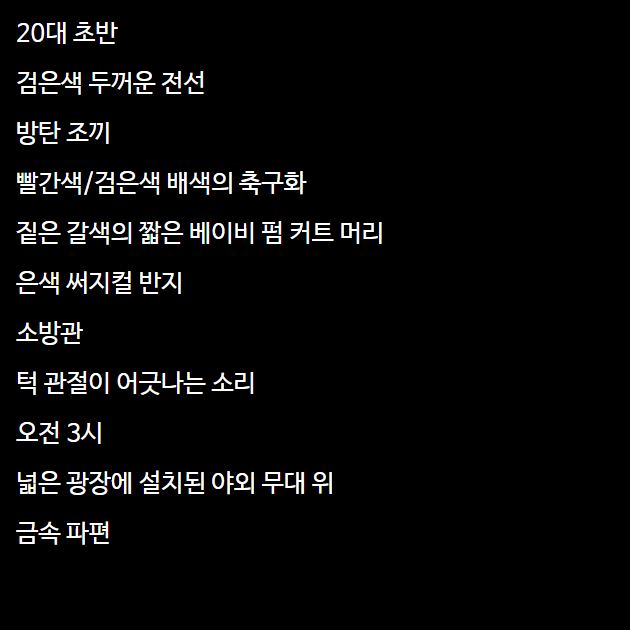 20대 초반
검은색 두꺼운 전선
방탄 조끼
빨간색/검은색 배색의 축구화
짙은 갈색의 짧은 베이비 펌 커트 머리
은색 써지컬 반지
소방관
턱 관절이 어긋나는 소리
오전 3시
넓은 광장에 설치된 야외 무대 위
금속 파편